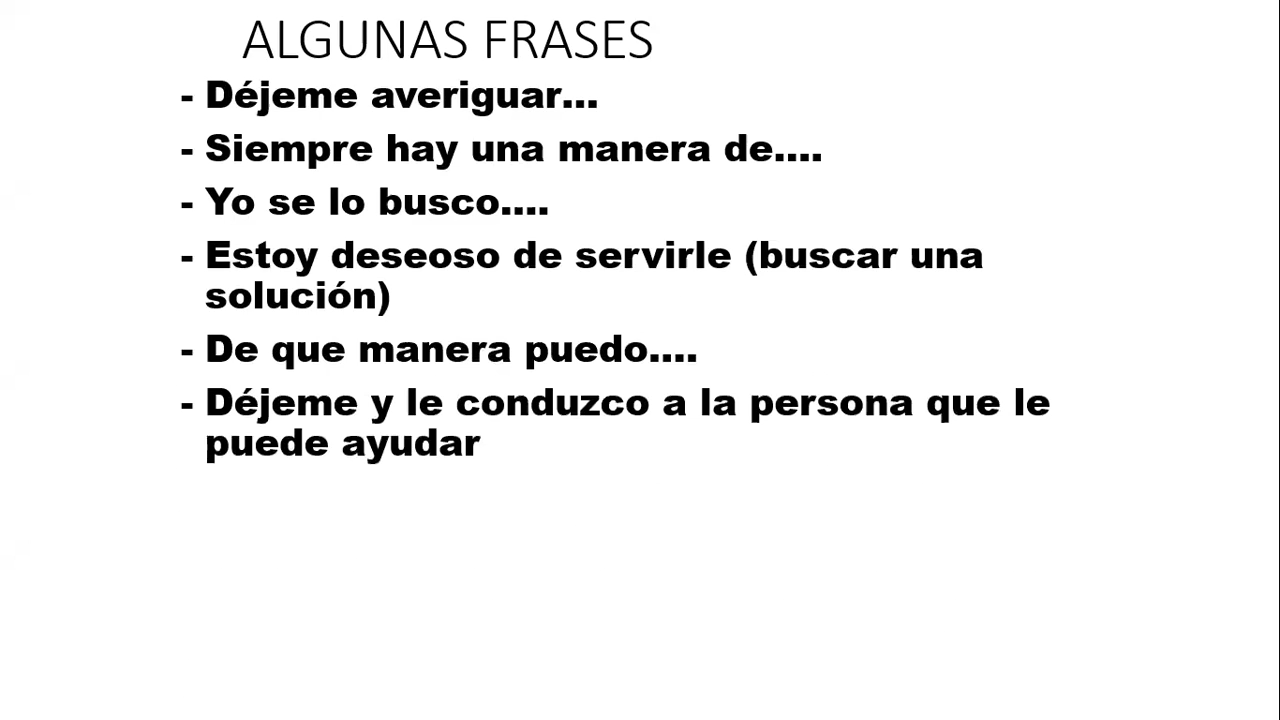 ALGUNAS FRASES
- Déjeme averiguar...
- Siempre hay una manera de....
- Yo se lo busco....
- Estoy deseoso de servirle (buscar una
solución)
- De que manera puedo....
- Déjeme y le conduzco a la persona que le
puede ayudar